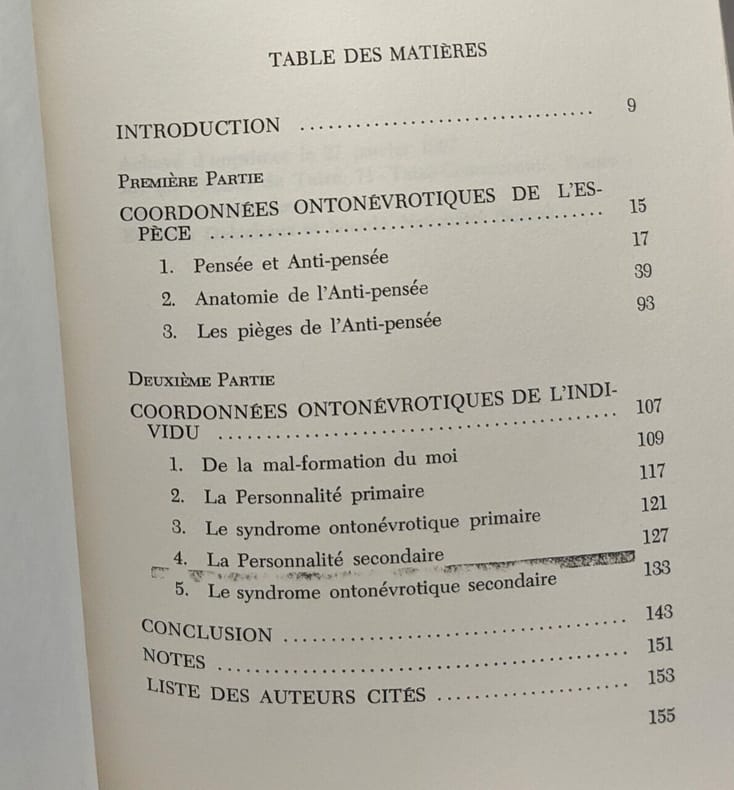 TABLE DES MATIÈRES
INTRODUCTION ................................ 9
PREMIÈRE PARTIE
COORDONNÉES ONTONÉVROTIQUES DE L'ES-
PÈCE ........................................ 15
1. Pensée et Anti-pensée 17
2. Anatomie de l'Anti-pensée 39
3. Les pièges de l'Anti-pensée 93
DEUXIÈME PARTIE
COORDONNÉES ONTONÉVROTIQUES DE L'INDI-
VIDU ........................................ 107
1. De la mal-formation du moi 109
2. La Personnalité primaire 117
3. Le syndrome ontonévrotique primaire 121
4. La Personnalité secondaire 127
5. Le syndrome ontonévrotique secondaire 133
CONCLUSION .................................... 143
NOTES ........................................... 151
LISTE DES AUTEURS CITÉS ..................... 153
155